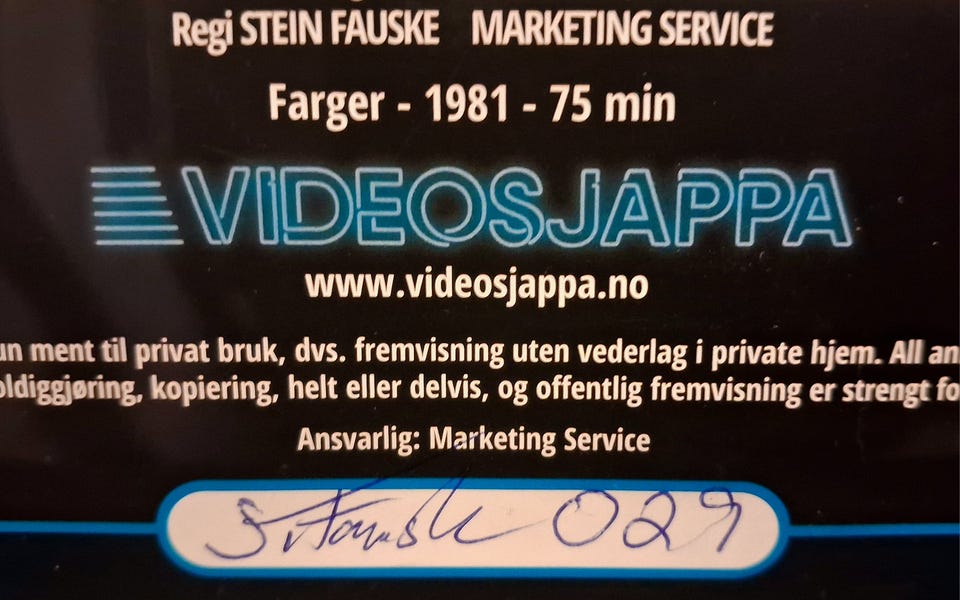 Regi STEIN FAUSKE MARKETING SERVICE
Farger - 1981 - 75 min
VIDEOSJAPPA
www.videosjappa.no
un ment til privat bruk, dvs. fremvisning uten vederlag i private hjem. All an
oldiggjøring, kopiering, helt eller delvis, og offentlig fremvisning er strengt fo
Ansvarlig: Marketing Service
S. Fauske 029